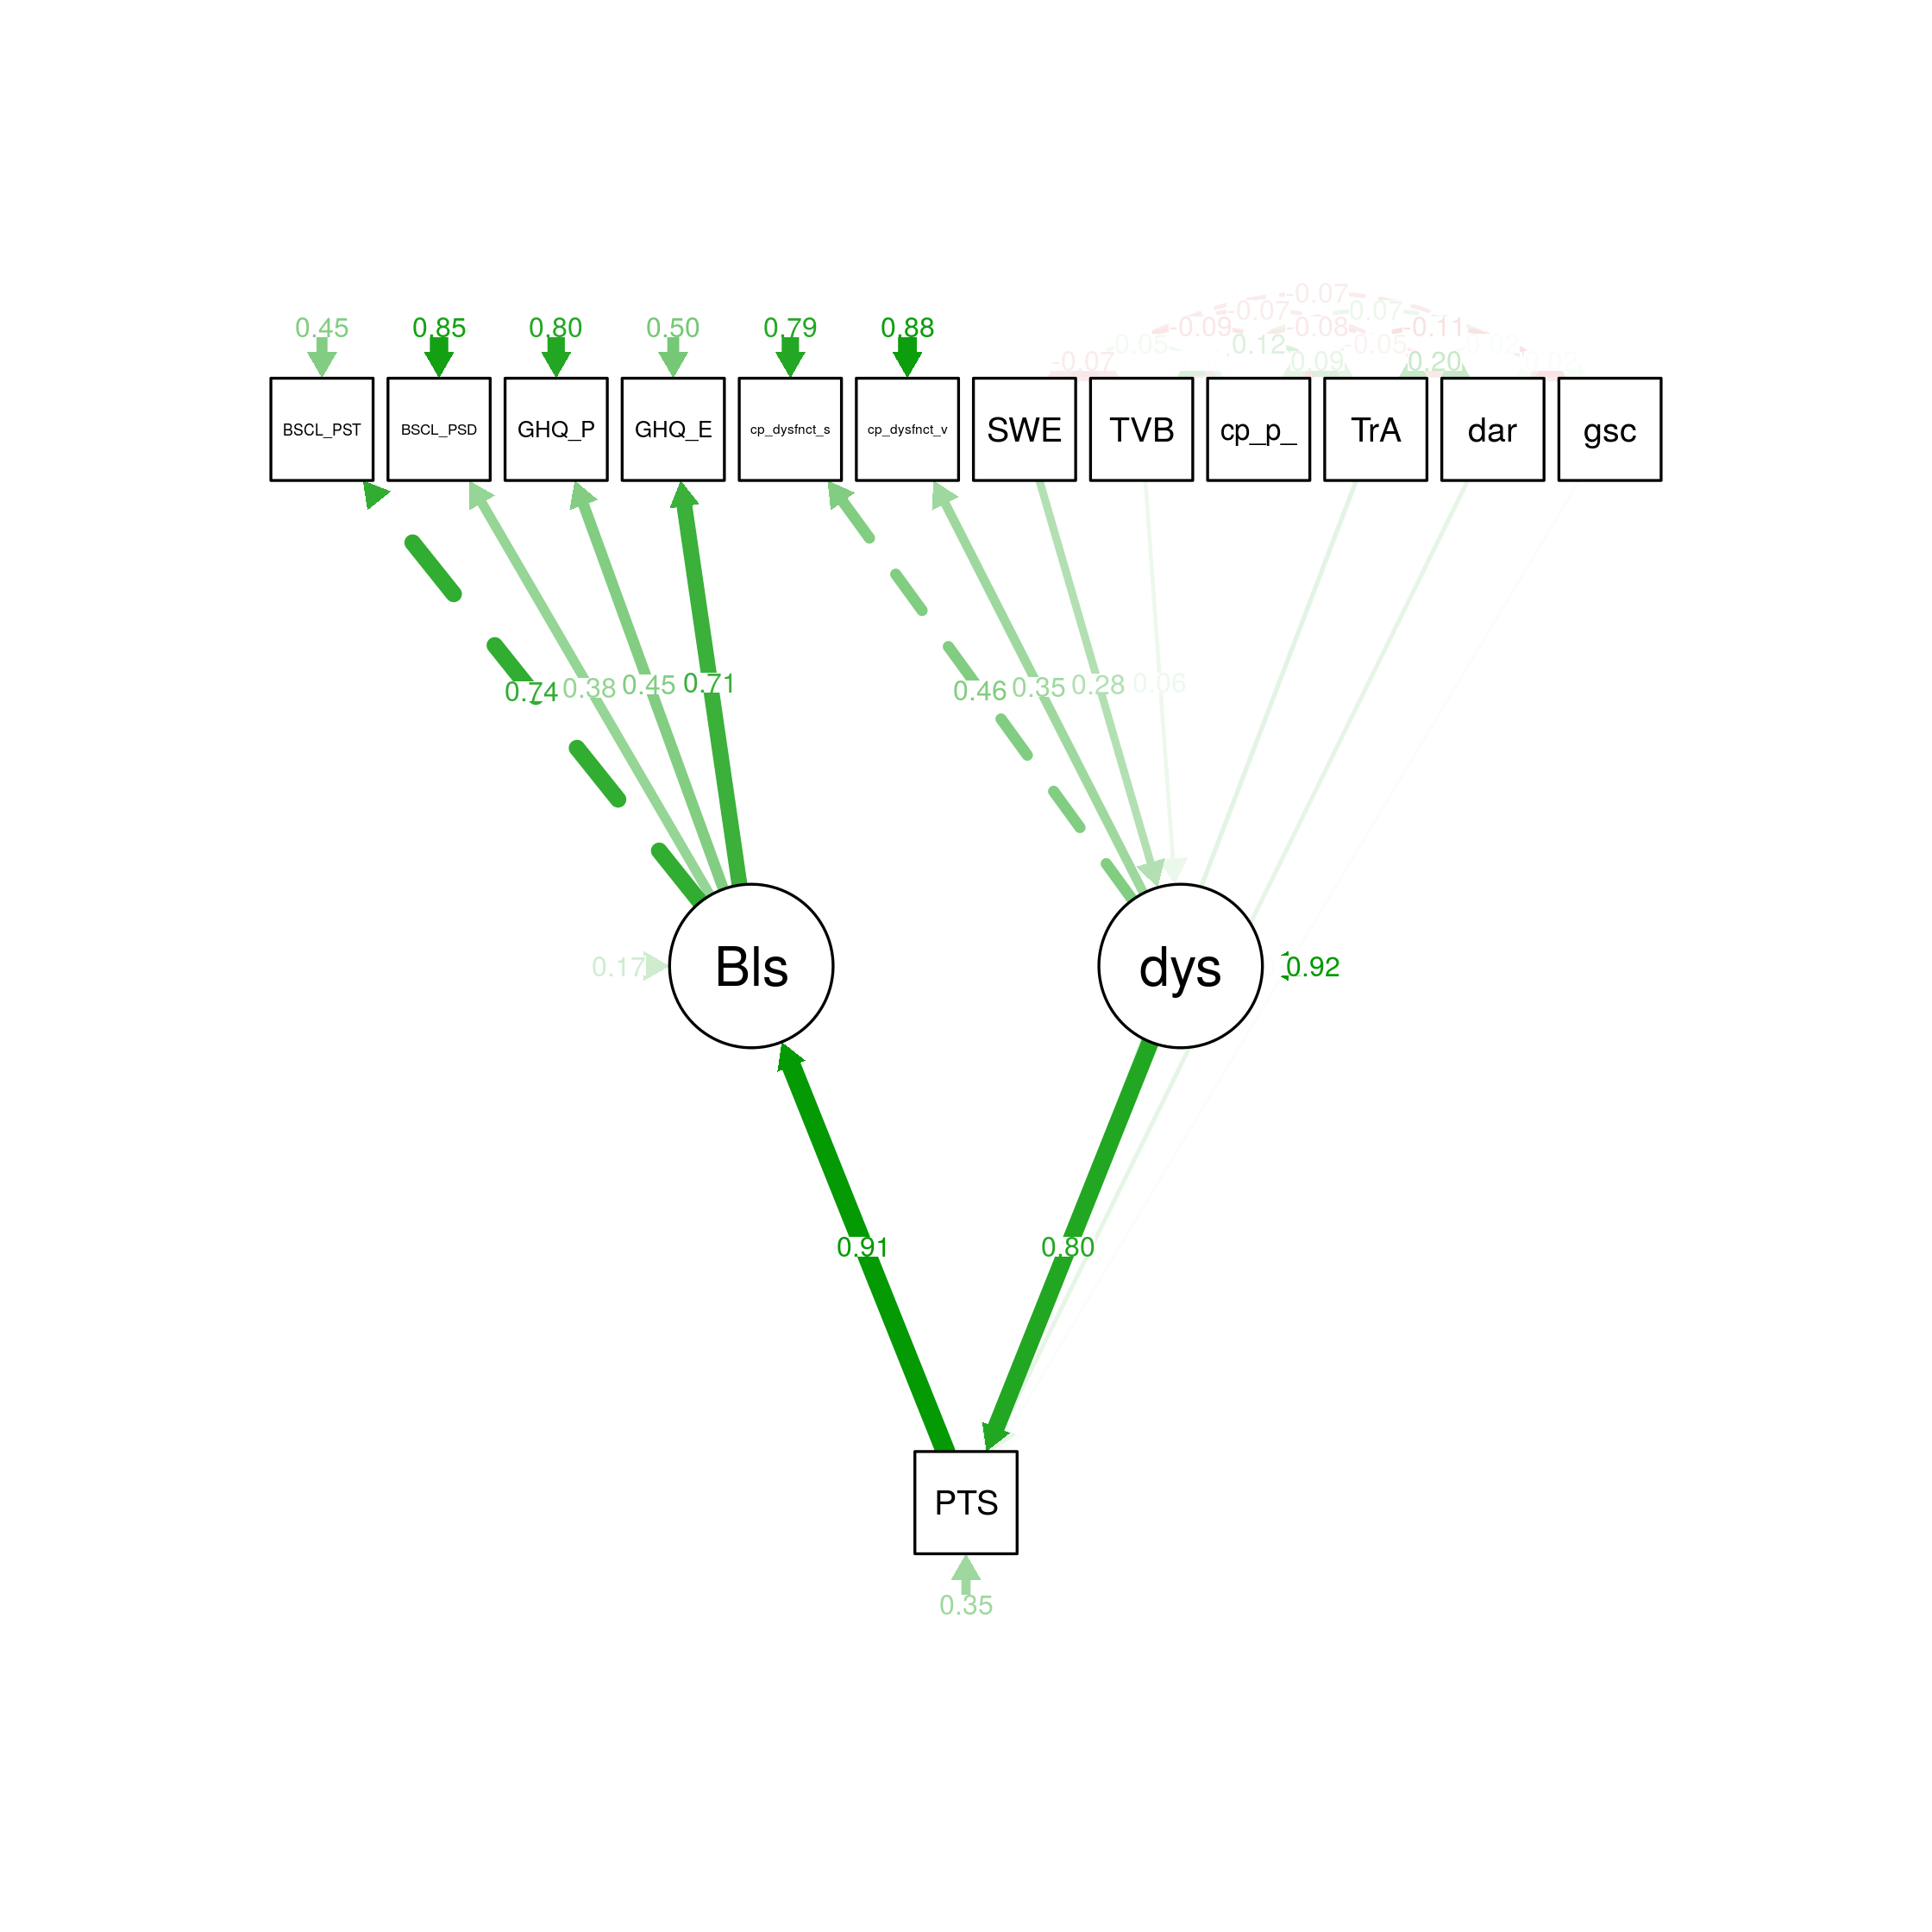 -0.07
-0.07 0.07
0.45 0.85 0.80 0.50 0.79 0.88 -0.09 -0.08 -0.11
0.05 0.12 -0.05 0.02
-0.07 0.09 0.20 0.02
BSCL_PST BSCL_PSD GHQ_P GHQ_E cp_dysfnct_s cp_dysfnct_v SWE TVB cp_p_ TrA dar gsc
0.74 0.38 0.45 0.71 0.46 0.35 0.28 0.06
0.17 Bls dys 0.92
0.91 0.80
PTS
0.35